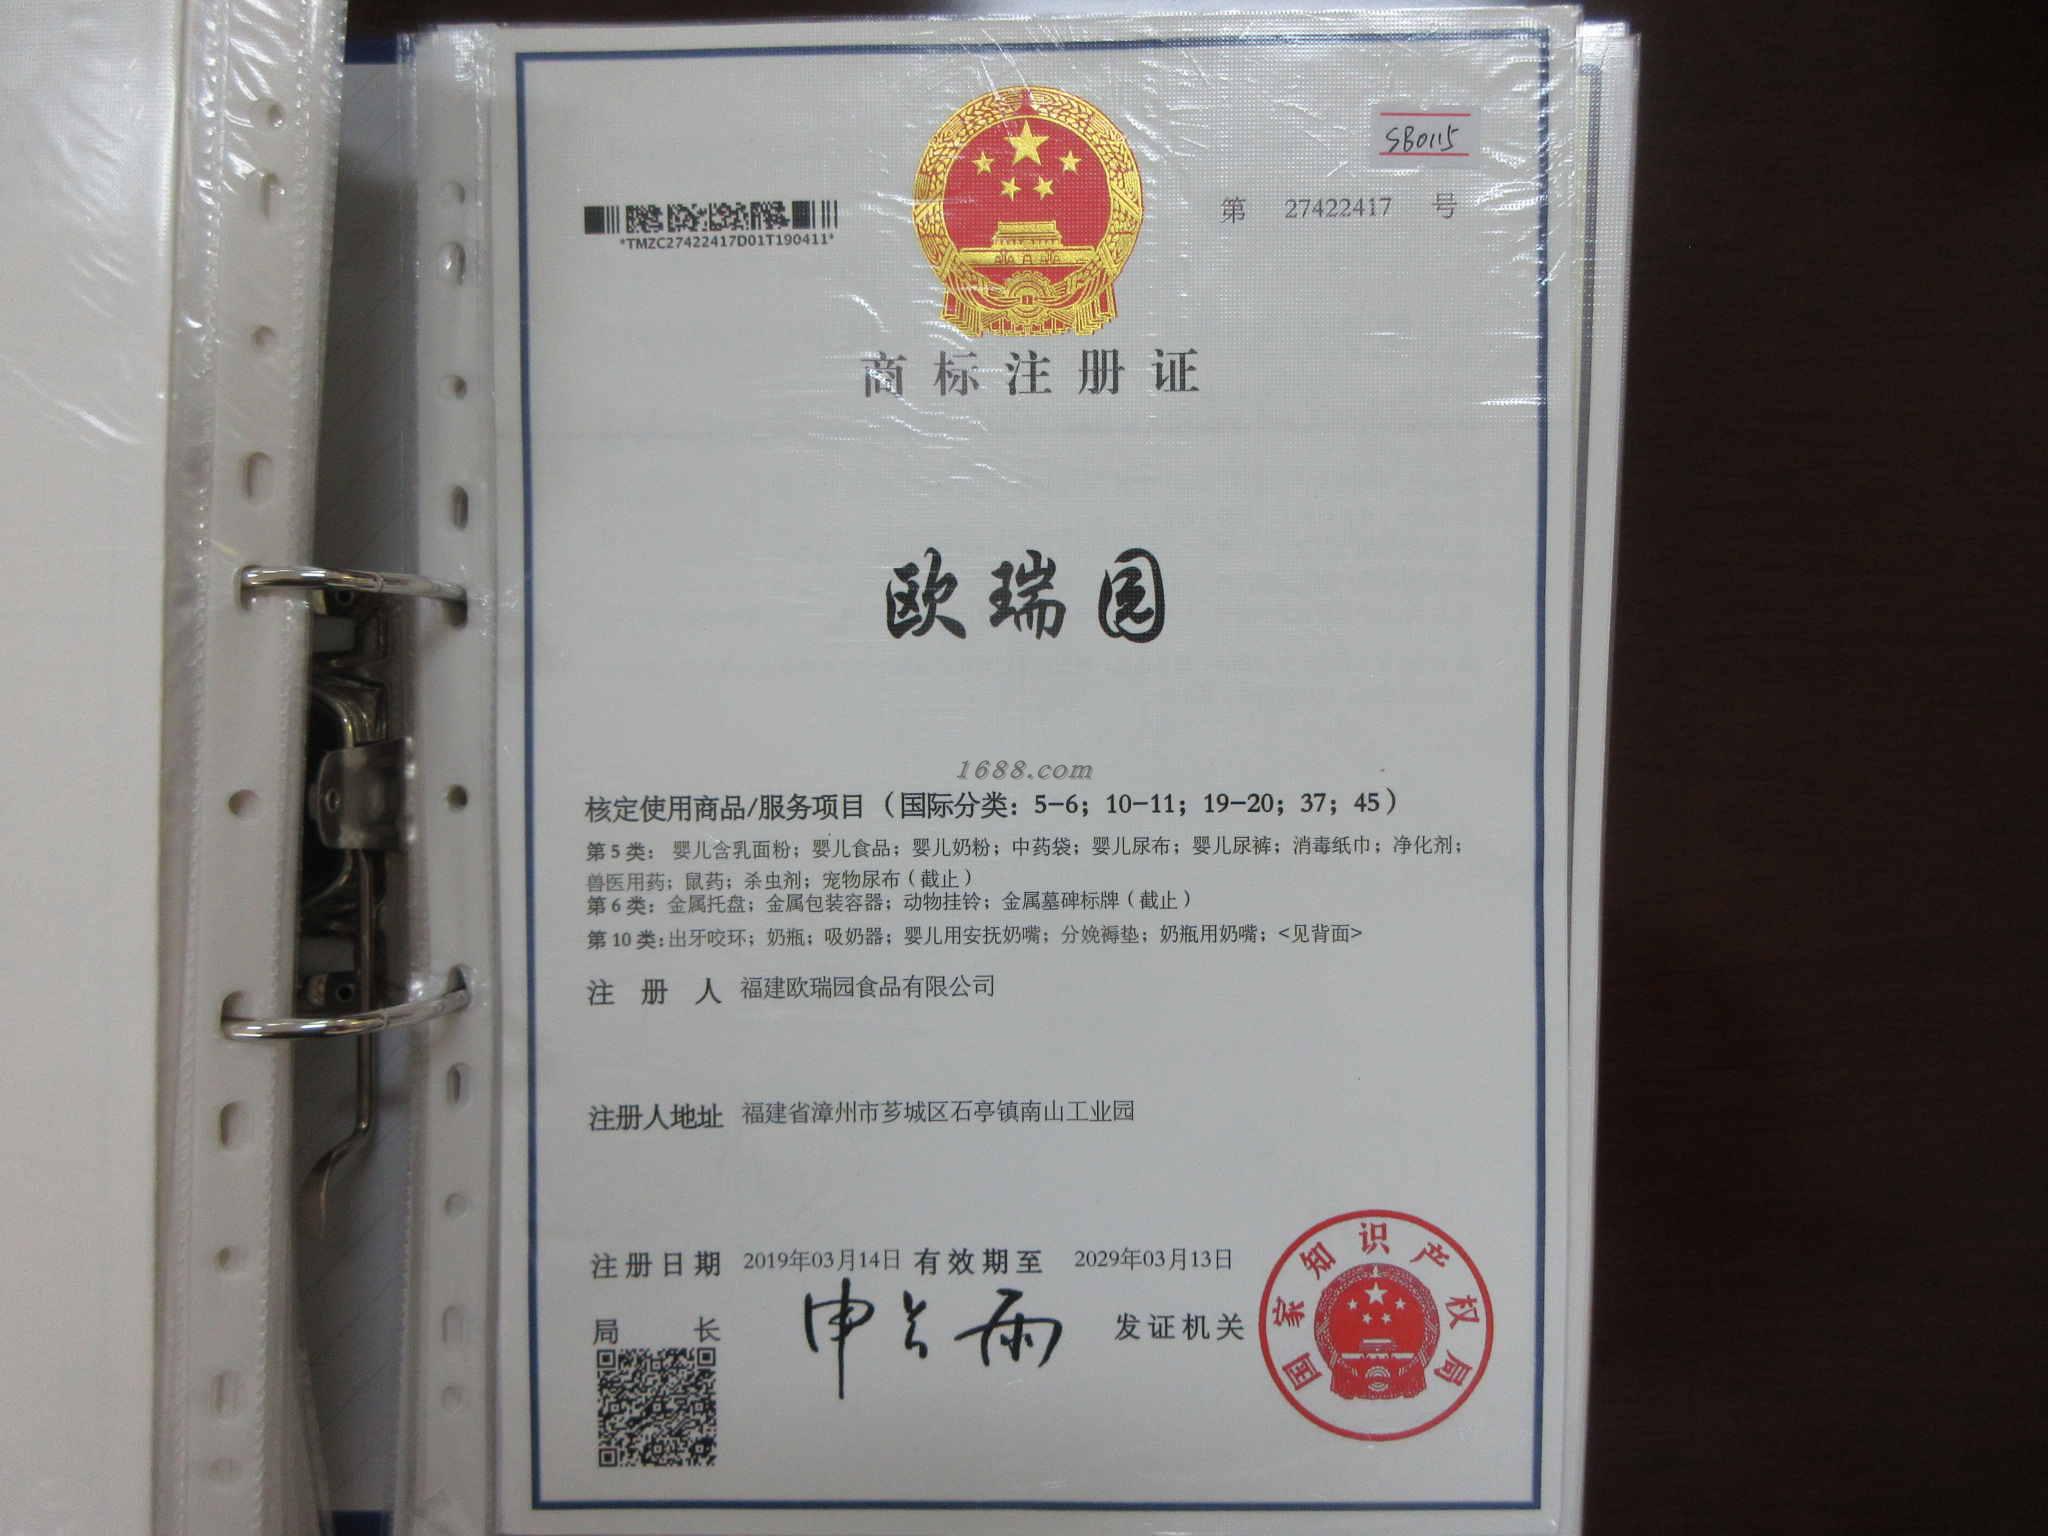 SB0115
第 27422417 号
*TMZC27422417D01T190411*
商标注册证
欧瑞园
1688.com
核定使用商品/服务项目（国际分类：5-6；10-11；19-20；37；45）
第5类：婴儿含乳面粉；婴儿食品；婴儿奶粉；中药袋；婴儿尿布；婴儿尿裤；消毒纸巾；净化剂；
兽医用药；鼠药；杀虫剂；宠物尿布（截止）
第6类：金属托盘；金属包装容器；动物挂铃；金属墓碑标牌（截止）
第10类：出牙咬环；奶瓶；吸奶器；婴儿用安抚奶嘴；分娩褥垫；奶瓶用奶嘴；<见背面>
注册人 福建欧瑞园食品有限公司
注册人地址 福建省漳州市芗城区石亭镇南山工业园
注册日期 2019年03月14日 有效期至 2029年03月13日
局长 申长雨 发证机关
国家知识产权局